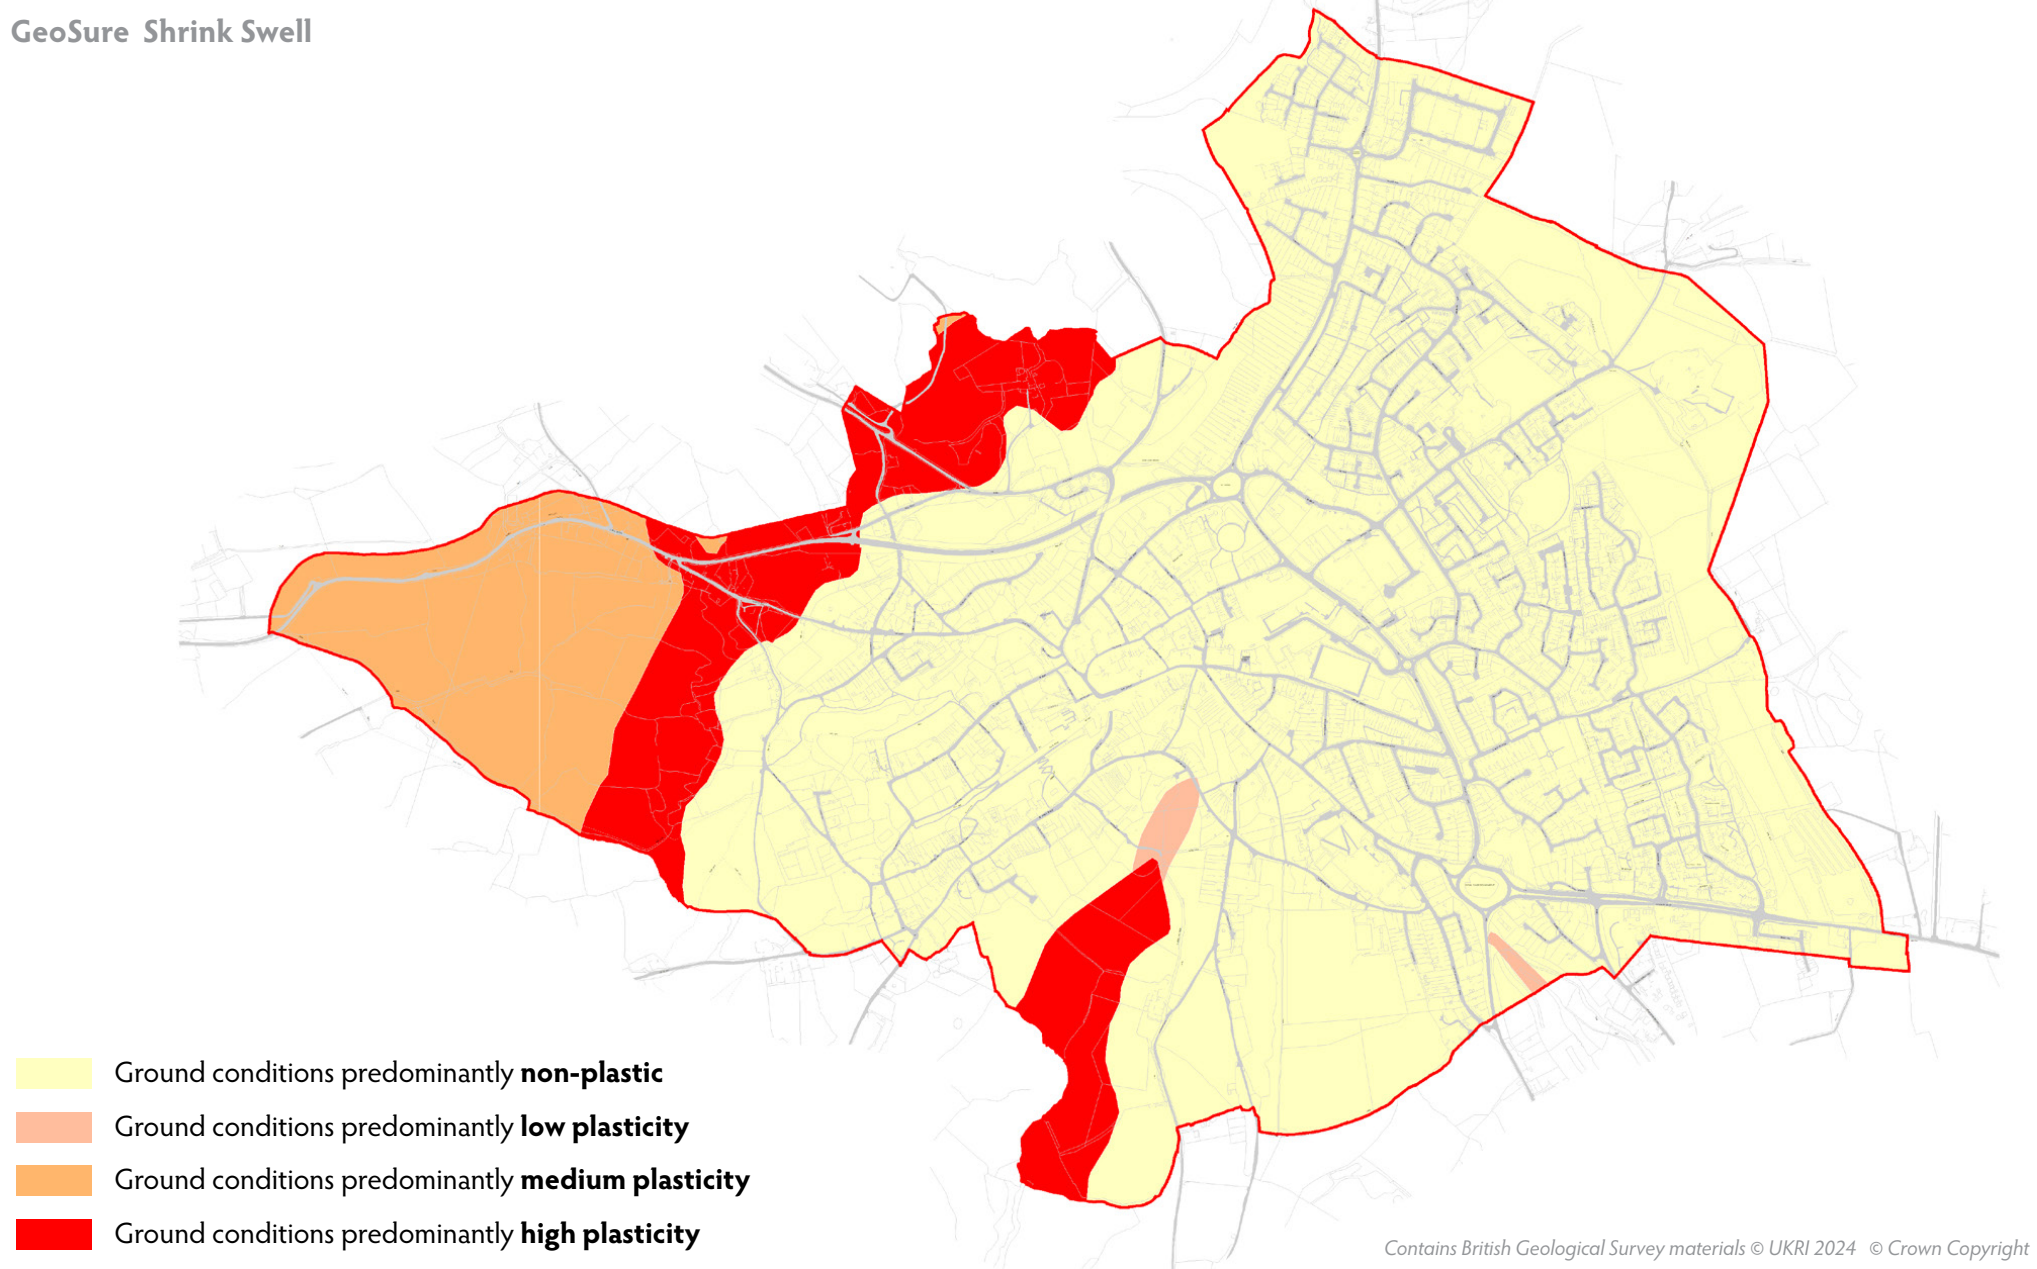 GeoSure Shrink Swell
Ground conditions predominantly non-plastic
Ground conditions predominantly low plasticity
Ground conditions predominantly medium plasticity
Ground conditions predominantly high plasticity
Contains British Geological Survey materials © UKRI 2024 © Crown Copyright